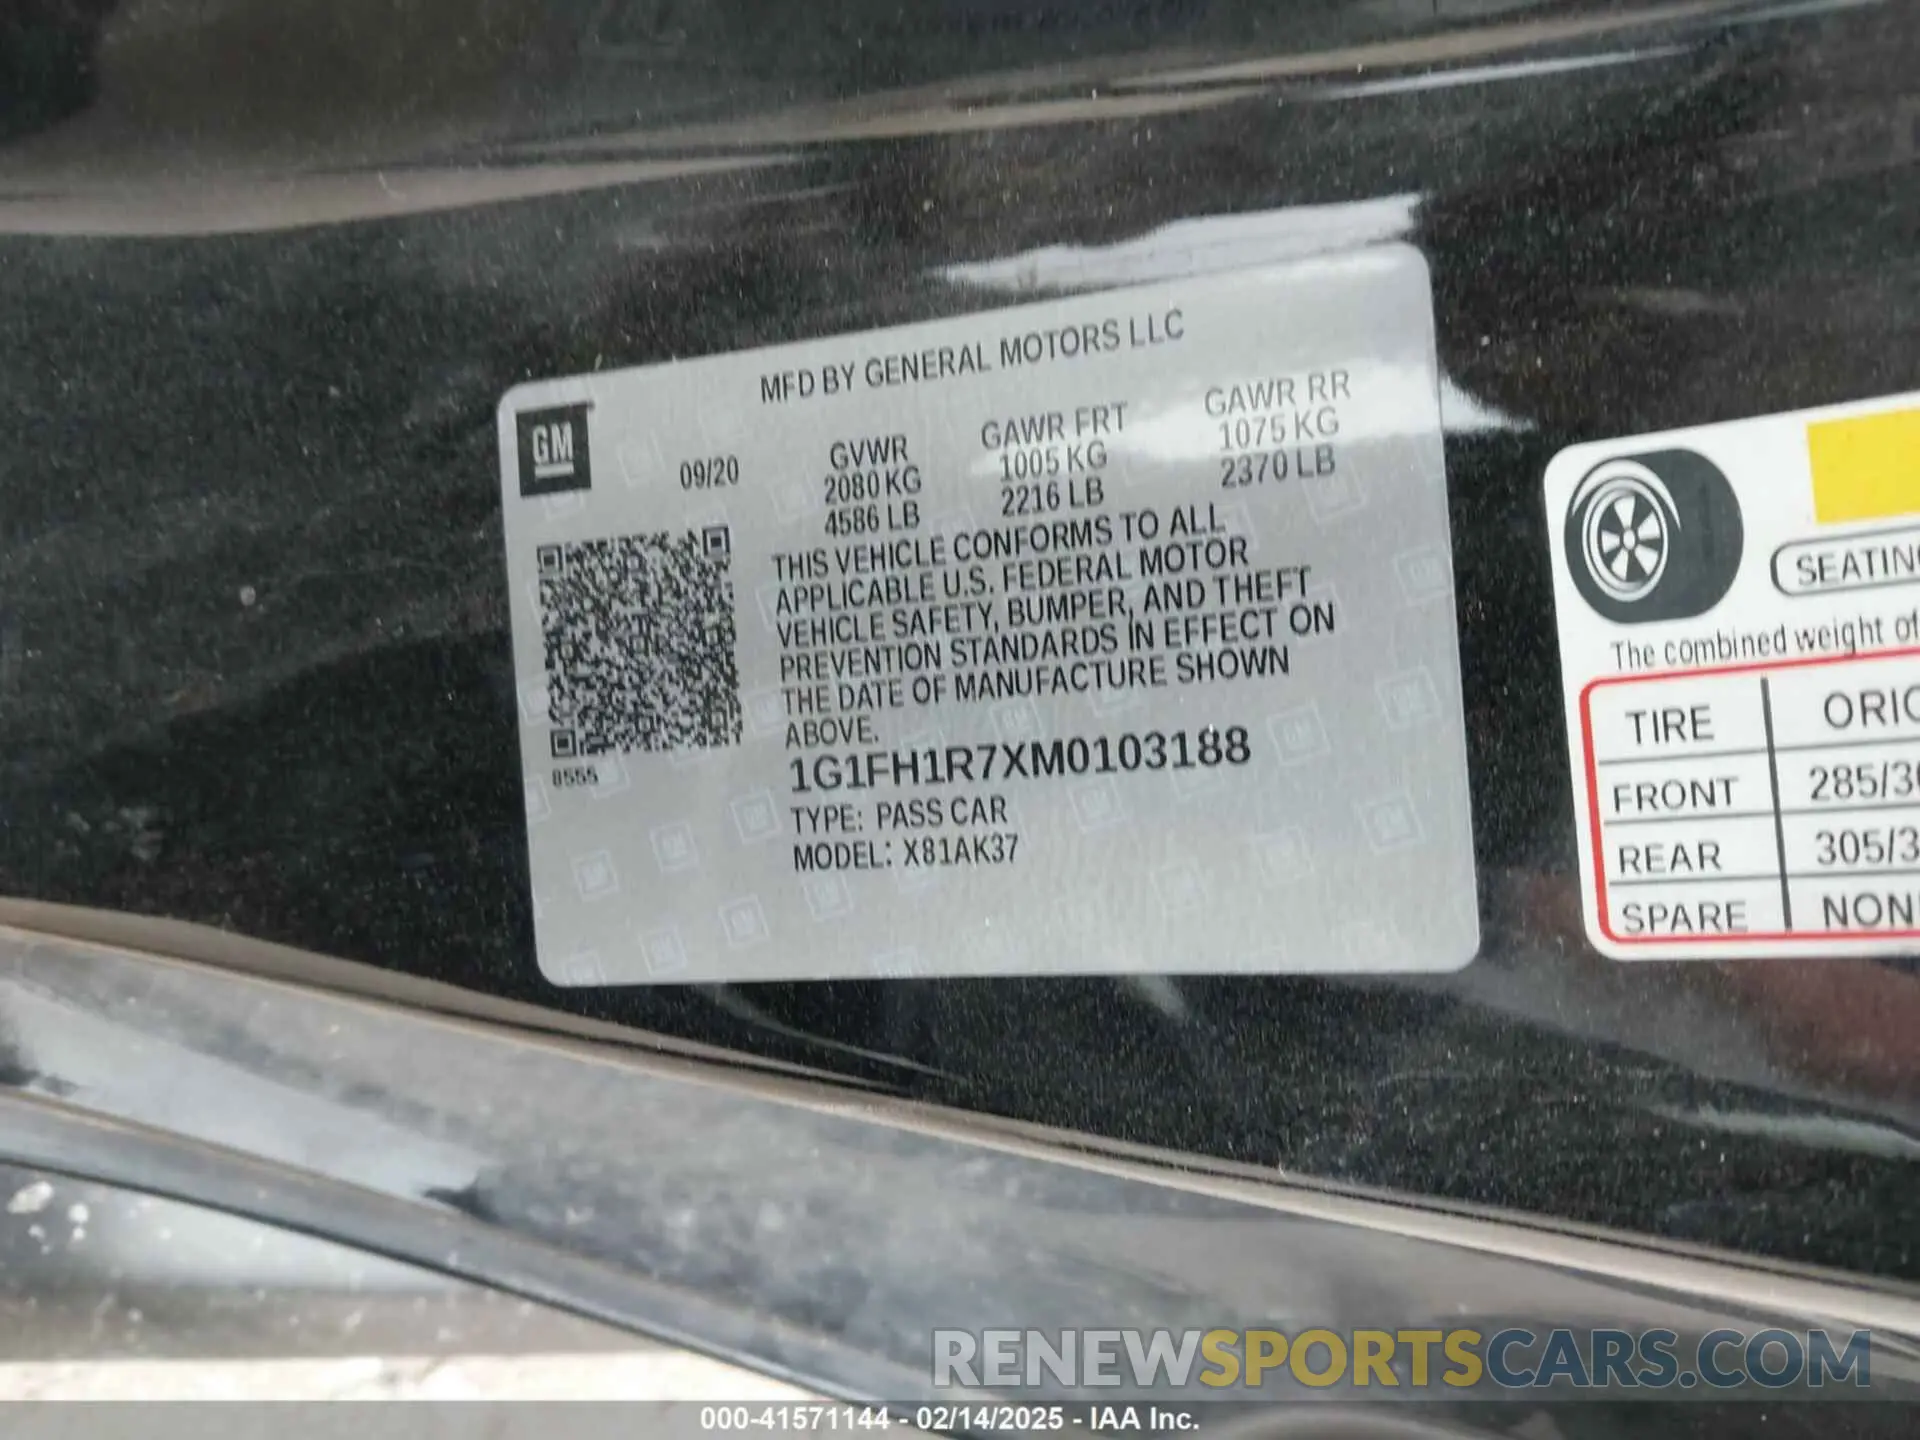 MFD BY GENERAL MOTORS LLC
GM
09/20
GVWR
2080 KG
4586 LB
GAWR FRT
1005 KG
2216 LB
GAWR RR
1075 KG
2370 LB
THIS VEHICLE CONFORMS TO ALL
APPLICABLE U.S. FEDERAL MOTOR
VEHICLE SAFETY, BUMPER, AND THEFT
PREVENTION STANDARDS IN EFFECT ON
THE DATE OF MANUFACTURE SHOWN
ABOVE.
8555
1G1FH1R7XM0103188
TYPE: PASS CAR
MODEL: X81AK37
SEATIN
The combined weight of
TIRE ORIG
FRONT 285/3
REAR 305/3
SPARE NON
RENEWSPORTSCARS.COM
000-41571144 - 02/14/2025 - IAA Inc.